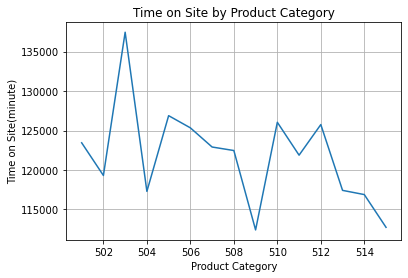 Time on Site by Product Category
Time on Site(minute)
135000
130000
125000
120000
115000
502 504 506 508 510 512 514
Product Category